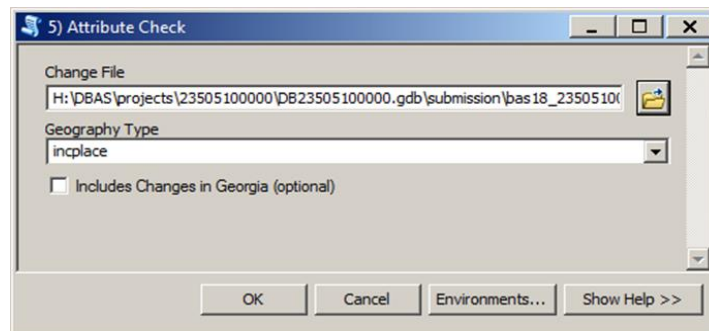 5) Attribute Check
Change File
H:\DBAS\projects\23505100000\DB23505100000.gdb\submission\bas18_2350510(
Geography Type
incplace
Includes Changes in Georgia (optional)
OK Cancel Environments... Show Help >>